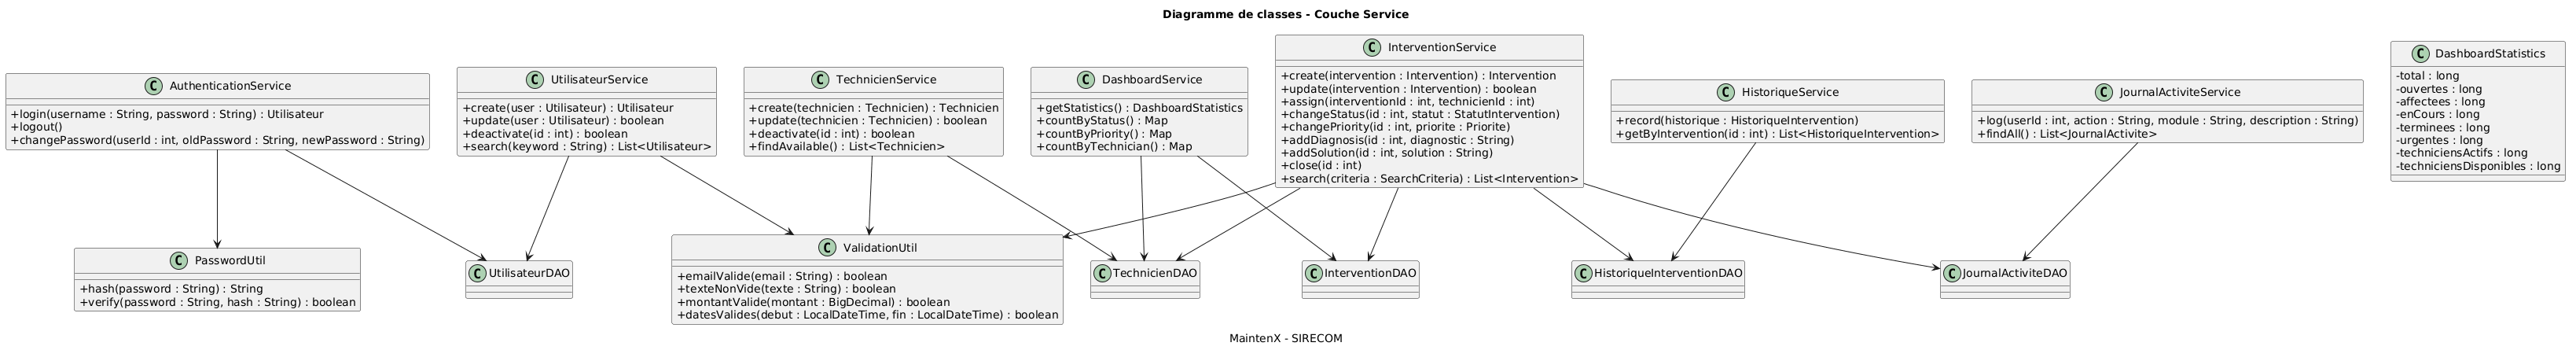 Diagramme de classes - Couche Service
C AuthenticationService
+login(username : String, password : String) : Utilisateur
+logout()
+changePassword(userId : int, oldPassword : String, newPassword : String)
C UtilisateurService
+create(user : Utilisateur) : Utilisateur
+update(user : Utilisateur) : boolean
+deactivate(id : int) : boolean
+search(keyword : String) : List<Utilisateur>
C TechnicienService
+create(technicien : Technicien) : Technicien
+update(technicien : Technicien) : boolean
+deactivate(id : int) : boolean
+findAvailable() : List<Technicien>
C DashboardService
+getStatistics() : DashboardStatistics
+countByStatus() : Map
+countByPriority() : Map
+countByTechnician() : Map
C InterventionService
+create(intervention : Intervention) : Intervention
+update(intervention : Intervention) : boolean
+assign(interventionId : int, technicienId : int)
+changeStatus(id : int, statut : StatutIntervention)
+changePriority(id : int, priorite : Priorite)
+addDiagnosis(id : int, diagnostic : String)
+addSolution(id : int, solution : String)
+close(id : int)
+search(criteria : SearchCriteria) : List<Intervention>
C HistoriqueService
+record(historique : HistoriqueIntervention)
+getByIntervention(id : int) : List<HistoriqueIntervention>
C JournalActiviteService
+log(userId : int, action : String, module : String, description : String)
+findAll() : List<JournalActivite>
C DashboardStatistics
-total : long
-ouvertes : long
-affectees : long
-enCours : long
-terminees : long
-urgentes : long
-techniciensActifs : long
-techniciensDisponibles : long
C PasswordUtil
+hash(password : String) : String
+verify(password : String, hash : String) : boolean
C UtilisateurDAO
C ValidationUtil
+emailValide(email : String) : boolean
+texteNonVide(texte : String) : boolean
+montantValide(montant : BigDecimal) : boolean
+datesValides(debut : LocalDateTime, fin : LocalDateTime) : boolean
C TechnicienDAO
C InterventionDAO
C HistoriqueInterventionDAO
C JournalActiviteDAO
MaintenX - SIRECOM